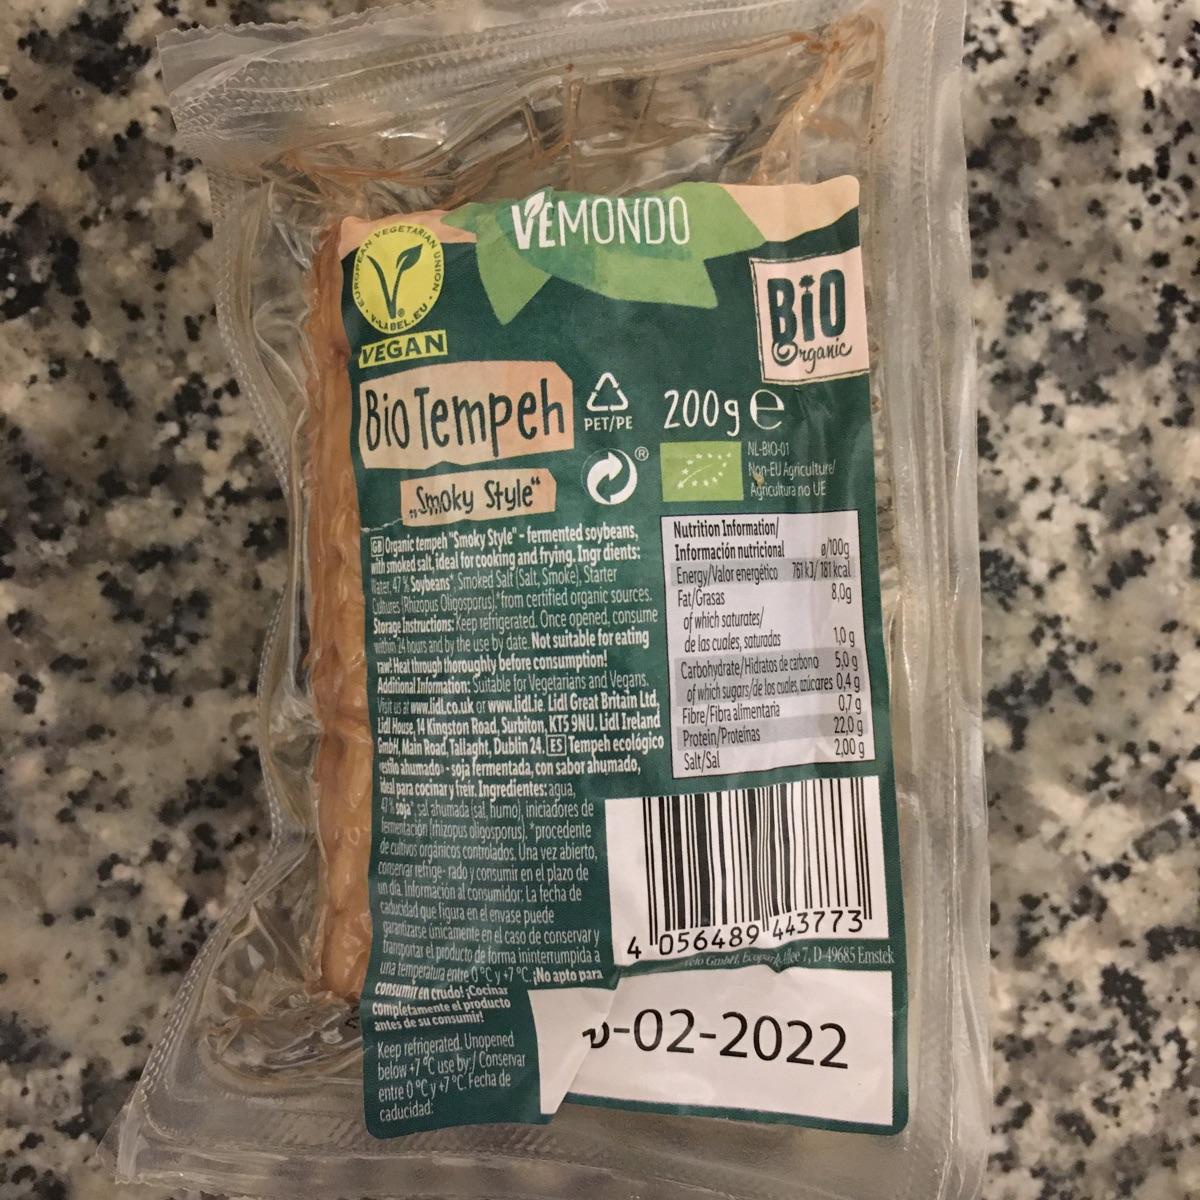 VEMONDO
EUROPEAN VEGETARIAN UNION
V-LABEL.EU
VEGAN
BiO
Organic
Bio Tempeh
PET/PE
200g e
„Smoky Style“
NL-BIO-01
Non-EU Agriculture/
Agricultura no UE
GB Organic tempeh "Smoky Style" - fermented soybeans,
with smoked salt, ideal for cooking and frying. Ingr dients:
Water, 47 % Soybeans*, Smoked Salt (Salt, Smoke), Starter
Cultures (Rhizopus Oligosporus).*from certified organic sources.
Storage Instructions: Keep refrigerated. Once opened, consume
within 24 hours and by the use by date. Not suitable for eating
raw! Heat through thoroughly before consumption!
Additional Information: Suitable for Vegetarians and Vegans.
Visit us at www.lidl.co.uk or www.lidl.ie Lidl Great Britain Ltd,
Lidl House, 14 Kingston Road, Surbiton, KT5 9NU. Lidl Ireland
GmbH, Main Road, Tallaght, Dublin 24. ES Tempeh ecológico
«estilo ahumado» - soja fermentada, con sabor ahumado,
ideal para cocinar y freír. Ingredientes: agua,
47% soja*, sal ahumada (sal, humo), iniciadores de
fermentación (rhizopus oligosporus). *procedente
de cultivos orgánicos controlados. Una vez abierto,
conservar refrige- rado y consumir en el plazo de
un día. Información al consumidor: La fecha de
caducidad que figura en el envase puede
garantizarse únicamente en el caso de conservar y
transportar el producto de forma ininterrumpida a
una temperatura entre 0 °C y +7 °C. ¡No apto para
consumir en crudo! ¡Cocinar
completamente el producto
antes de su consumir!
Keep refrigerated. Unopened
below +7 °C use by:/ Conservar
entre 0 °C y +7 °C. Fecha de
caducidad:
Nutrition Information/
Información nutricional ø/100g
Energy/Valor energético 761 kJ/ 181 kcal
Fat/Grasas 8,0g
of which saturates/
de las cuales, saturadas 1,0 g
Carbohydrate/Hidratos de carbono 5,0 g
of which sugars/de los cuales, azúcares 0,4 g
Fibre/Fibra alimentaria 0,7 g
Protein/Proteínas 22,0 g
Salt/Sal 2,00 g
4 056489 443773
GmbH, Ecopark Allee 7, D-49685 Emstek
-02-2022